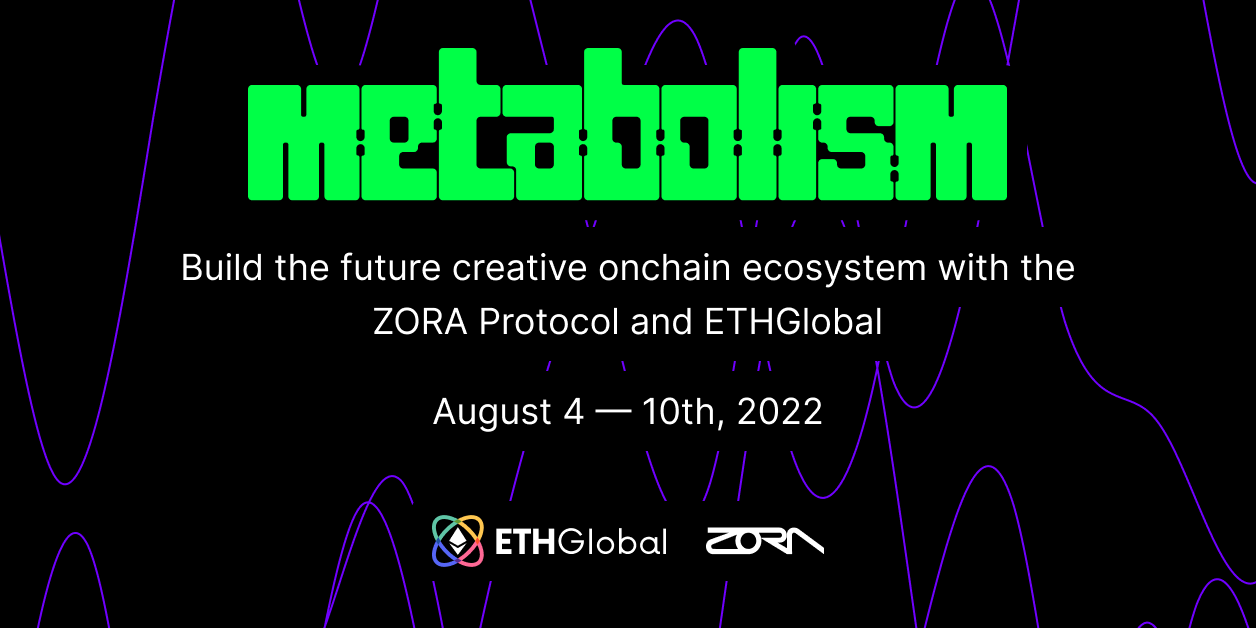 metabolism
Build the future creative onchain ecosystem with the
ZORA Protocol and ETHGlobal
August 4 — 10th, 2022
ETHGlobal ZORA